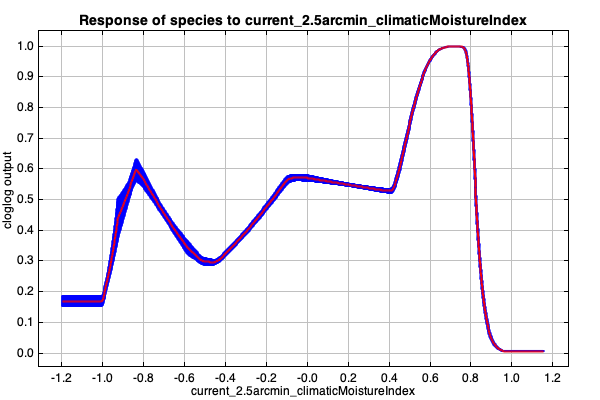 Response of species to current_2.5arcmin_climaticMoistureIndex
1.0
0.9
0.8
0.7
0.6
0.5
0.4
0.3
0.2
0.1
0.0
cloglog output
-1.2 -1.0 -0.8 -0.6 -0.4 -0.2 -0.0 0.2 0.4 0.6 0.8 1.0 1.2
current_2.5arcmin_climaticMoistureIndex